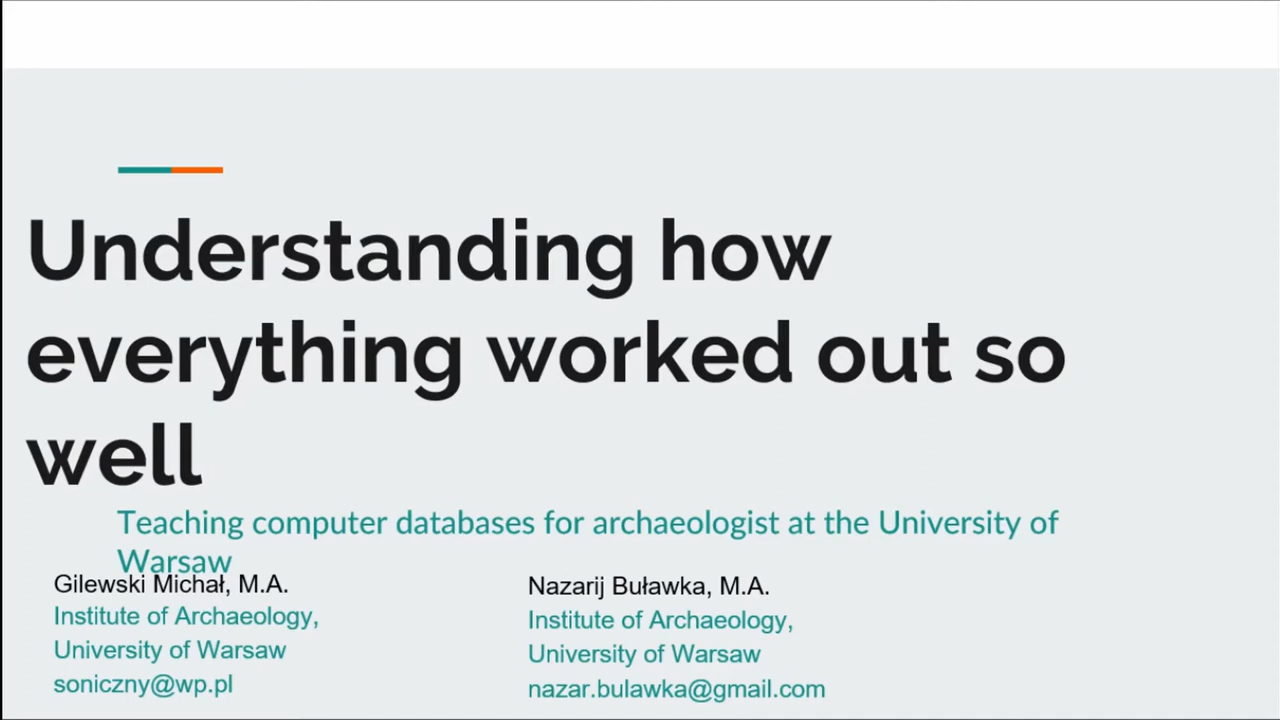 Understanding how
everything worked out so
well
Teaching computer databases for archaeologist at the University of
Warsaw
Gilewski Michał, M.A.
Institute of Archaeology,
University of Warsaw
soniczny@wp.pl
Nazarij Buławka, M.A.
Institute of Archaeology,
University of Warsaw
nazar.bulawka@gmail.com